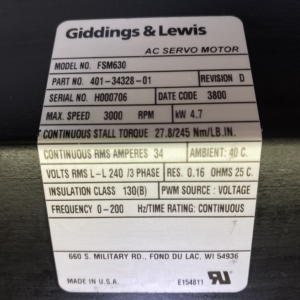 Giddings & Lewis
AC SERVO MOTOR
MODEL NO. FSM630
PART NO. 401-34328-01 REVISION D
SERIAL NO. H000706 DATE CODE 3800
MAX. SPEED 3000 RPM kW 4.7
CONTINUOUS STALL TORQUE 27.8/245 Nm/LB.IN.
CONTINUOUS RMS AMPERES 34 AMBIENT: 40 C.
VOLTS RMS L-L 240 /3 PHASE RES. 0.16 OHMS 25 C.
INSULATION CLASS 130(B) PWM SOURCE : VOLTAGE
FREQUENCY 0-200 Hz/TIME RATING: CONTINUOUS
660 S. MILITARY RD., FOND DU LAC, WI 54936
MADE IN U.S.A. E154811